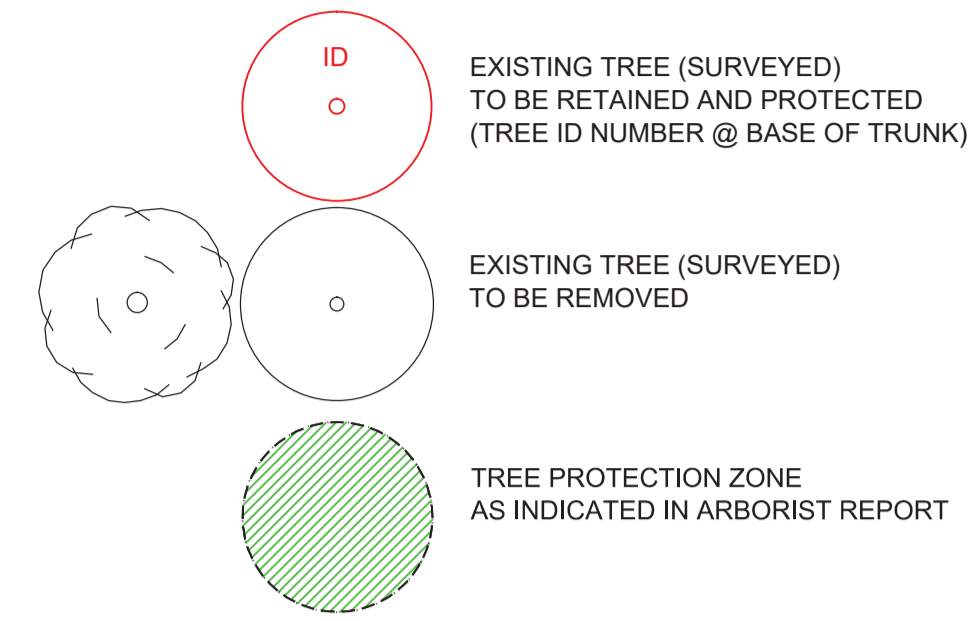 ID
EXISTING TREE (SURVEYED)
TO BE RETAINED AND PROTECTED
(TREE ID NUMBER @ BASE OF TRUNK)
EXISTING TREE (SURVEYED)
TO BE REMOVED
TREE PROTECTION ZONE
AS INDICATED IN ARBORIST REPORT